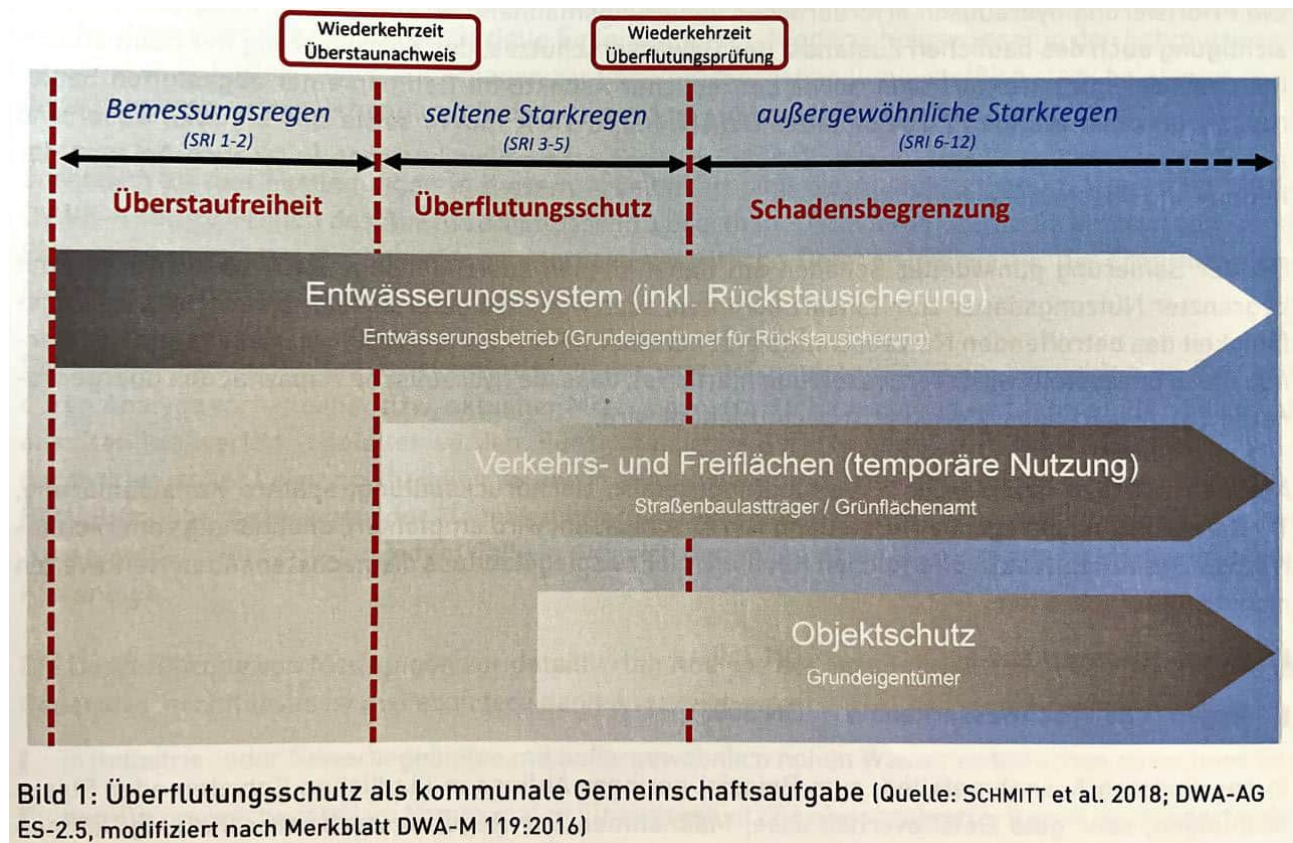 Wiederkehrzeit
Überstaunachweis
Wiederkehrzeit
Überflutungsprüfung
Bemessungsregen
(SRI 1-2)
seltene Starkregen
(SRI 3-5)
außergewöhnliche Starkregen
(SRI 6-12)
Überstaufreiheit
Überflutungsschutz
Schadensbegrenzung
Entwässerungssystem (inkl. Rückstausicherung)
Entwässerungsbetrieb (Grundeigentümer für Rückstausicherung)
Verkehrs- und Freiflächen (temporäre Nutzung)
Straßenbaulastträger / Grünflächenamt
Objektschutz
Grundeigentümer
Bild 1: Überflutungsschutz als kommunale Gemeinschaftsaufgabe (Quelle: SCHMITT et al. 2018; DWA-AG
ES-2.5, modifiziert nach Merkblatt DWA-M 119:2016)